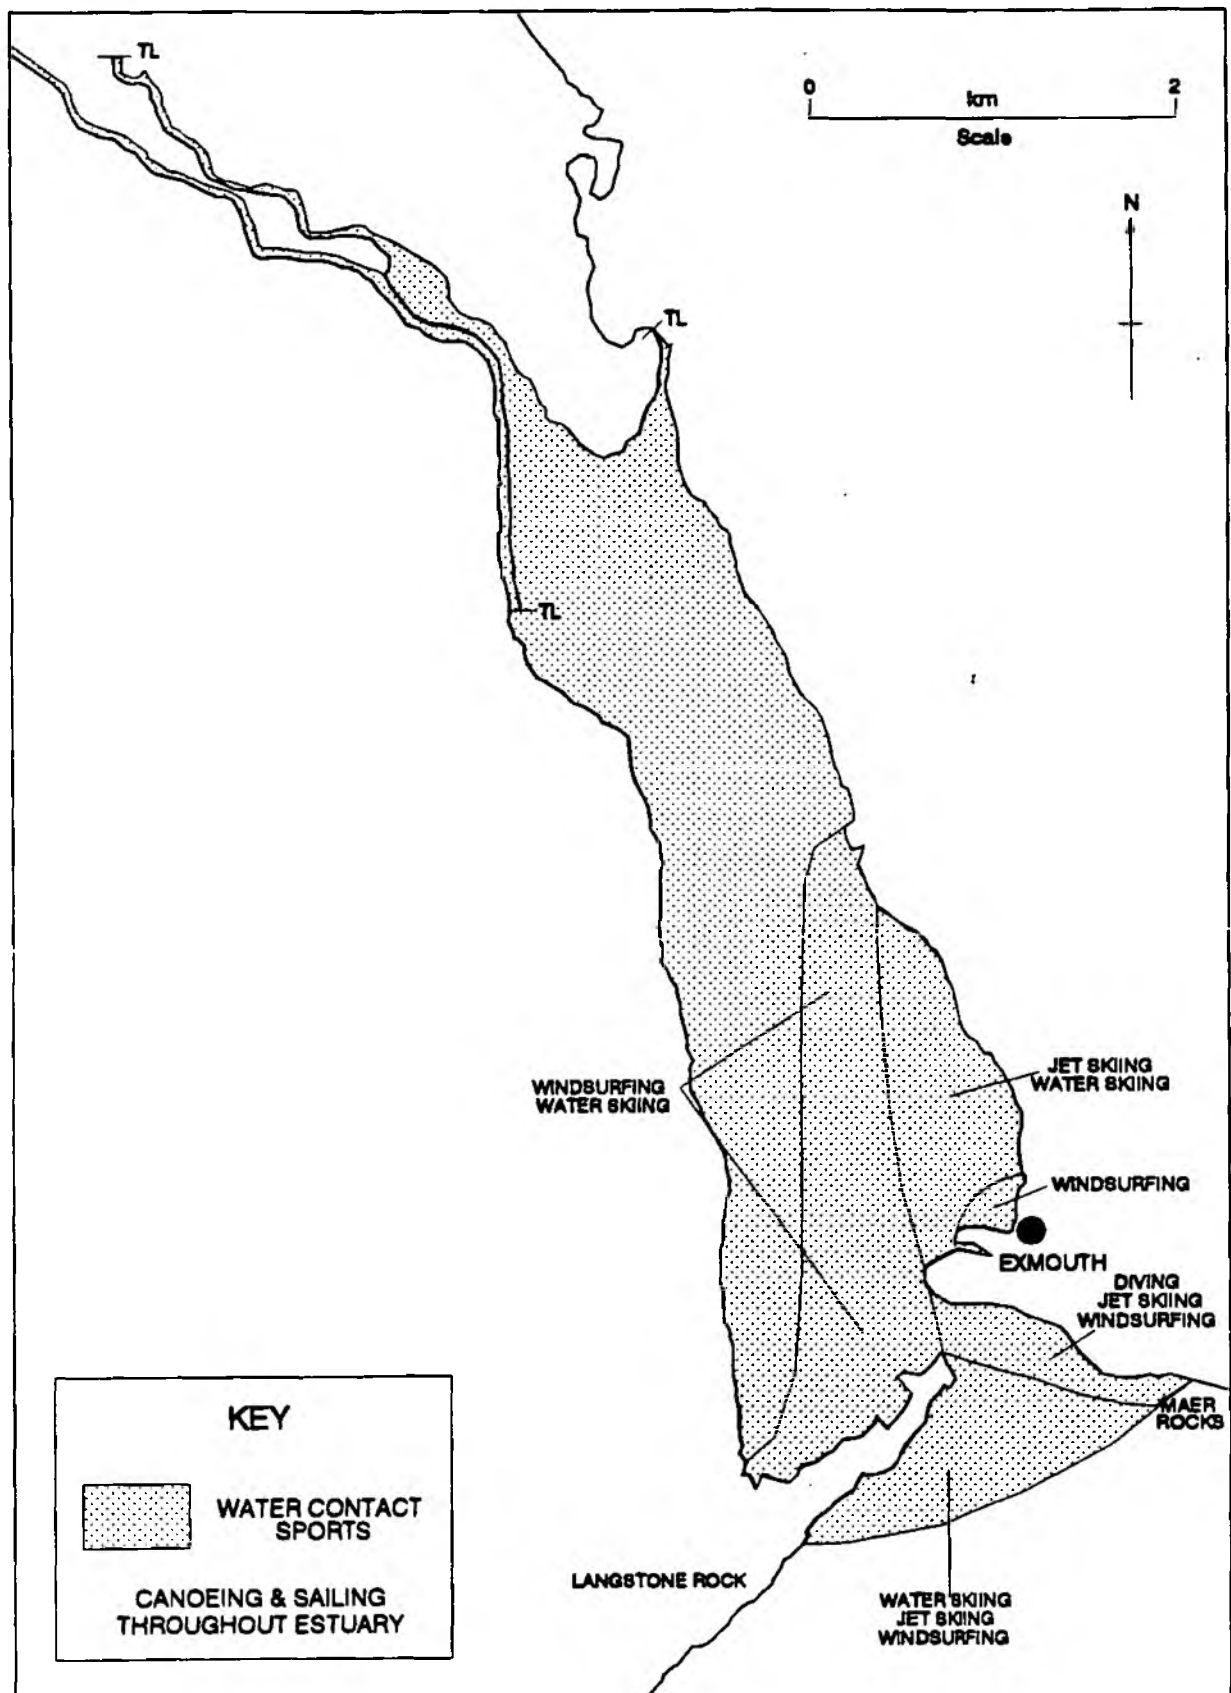 TL
0
km
2
Scale
N
TL
TL
WINDSURFING
WATER SKIING
JET SKIING
WATER SKIING
WINDSURFING
EXMOUTH
DIVING
JET SKIING
WINDSURFING
MAER
ROCKS
KEY
WATER CONTACT
SPORTS
CANOEING & SAILING
THROUGHOUT ESTUARY
LANGSTONE ROCK
WATER SKIING
JET SKIING
WINDSURFING